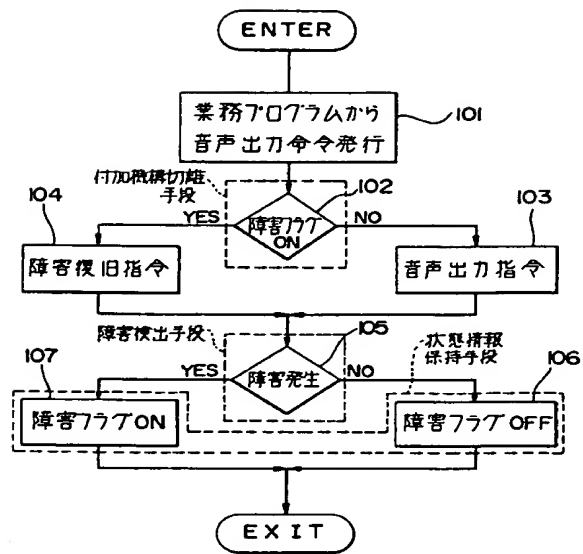 ENTER
101
業務プログラムから
音声出力命令発行
付加機構切離
手段
102
104
YES
障害フラグ
ON
NO
103
障害復旧指令
音声出力指令
障害検出手段
105
状態情報
保持手段
107
YES
障害発生
NO
106
障害フラグON
障害フラグOFF
EXIT